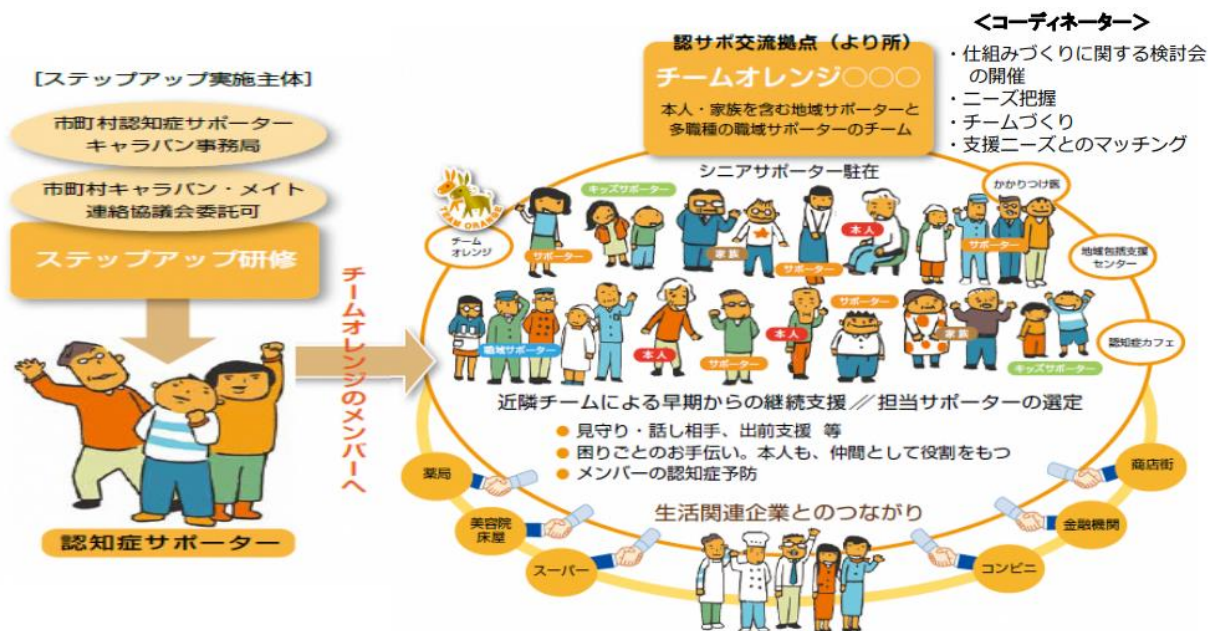 [ステップアップ実施主体]
市町村認知症サポーター
キャラバン事務局
市町村キャラバン・メイト
連絡協議会委託可
ステップアップ研修
認知症サポーター
チームオレンジのメンバーへ
認サポ交流拠点（より所）
チームオレンジ○○○
本人・家族を含む地域サポーターと
多職種の職域サポーターのチーム
＜コーディネーター＞
・仕組みづくりに関する検討会
の開催
・ニーズ把握
・チームづくり
・支援ニーズとのマッチング
シニアサポーター駐在
TEAM ORANGE
チーム
オレンジ
かかりつけ医
地域包括支援
センター
認知症カフェ
キッズサポーター
サポーター
家族
サポーター
本人
サポーター
職域サポーター
本人
サポーター
本人
サポーター
家族
キッズサポーター
近隣チームによる早期からの継続支援//担当サポーターの選定
● 見守り・話し相手、出前支援 等
● 困りごとのお手伝い。本人も、仲間として役割をもつ
● メンバーの認知症予防
生活関連企業とのつながり
薬局
美容院
床屋
スーパー
コンビニ
金融機関
商店街